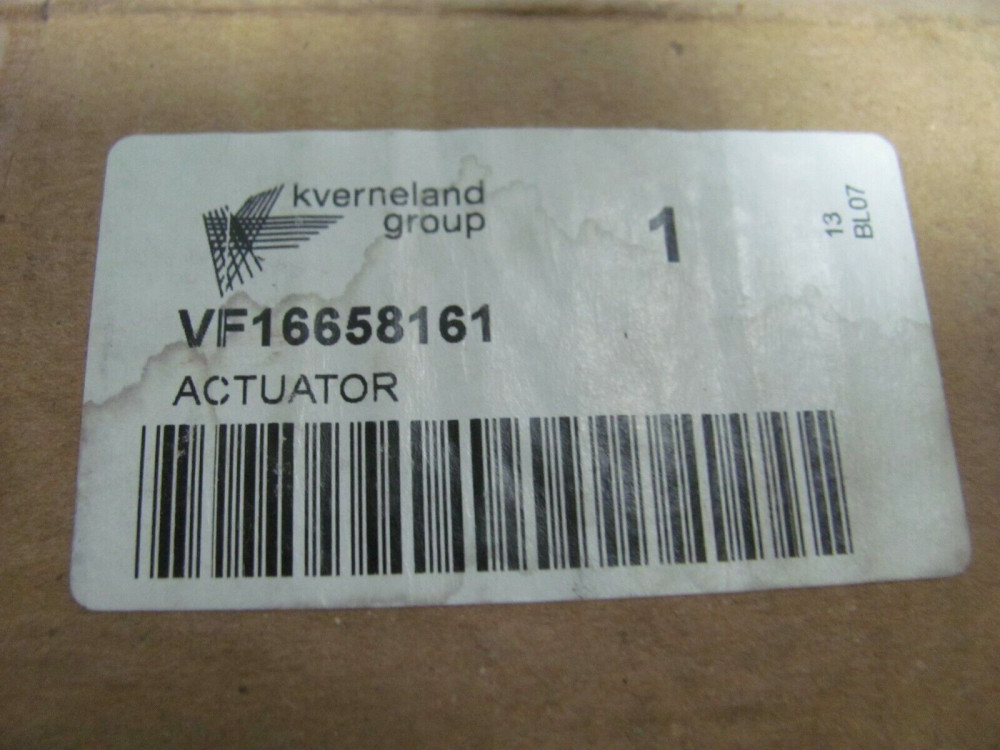 kverneland
group
1
13
BL07
VF16658161
ACTUATOR